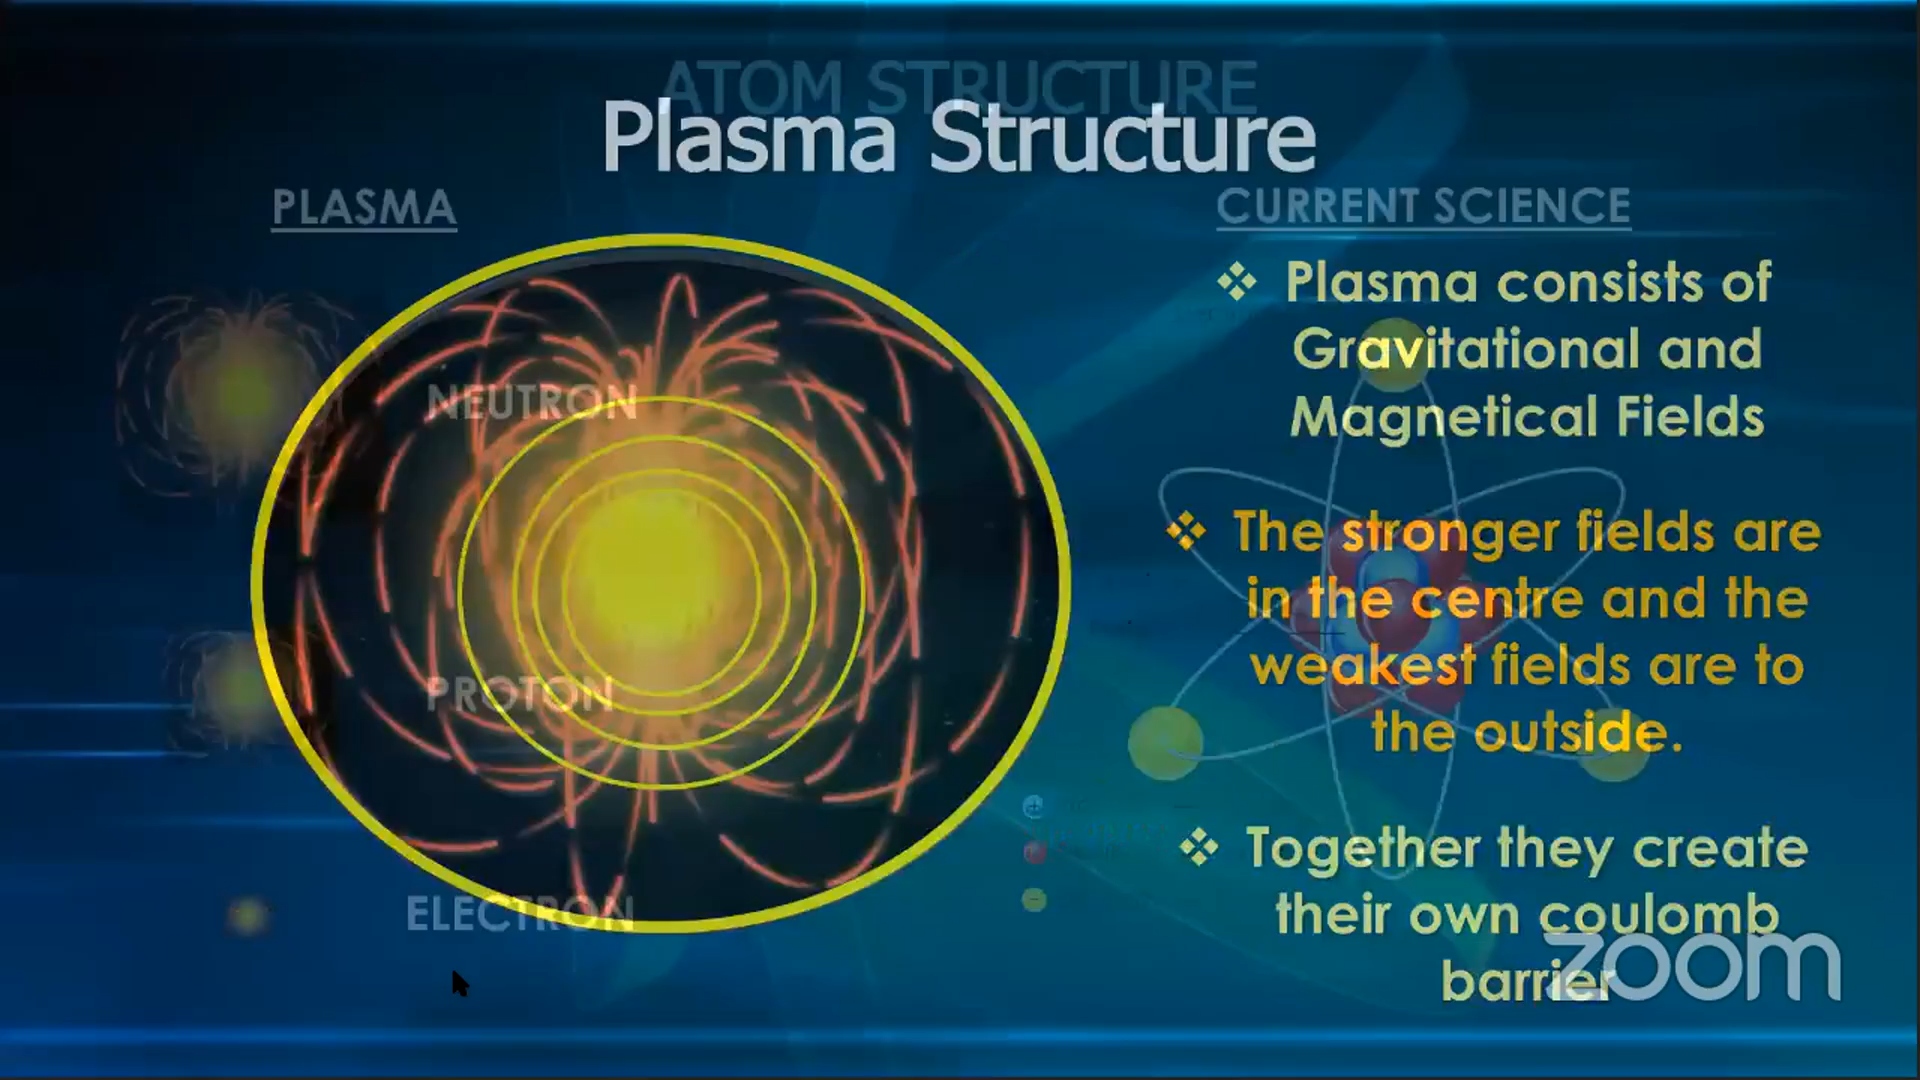 ATOM STRUCTURE
Plasma Structure
PLASMA
CURRENT SCIENCE
❖ Plasma consists of
Gravitational and
Magnetical Fields
NEUTRON
❖ The stronger fields are
in the centre and the
weakest fields are to
the outside.
PROTON
❖ Together they create
their own coulomb
barrier
ELECTRON
zoom